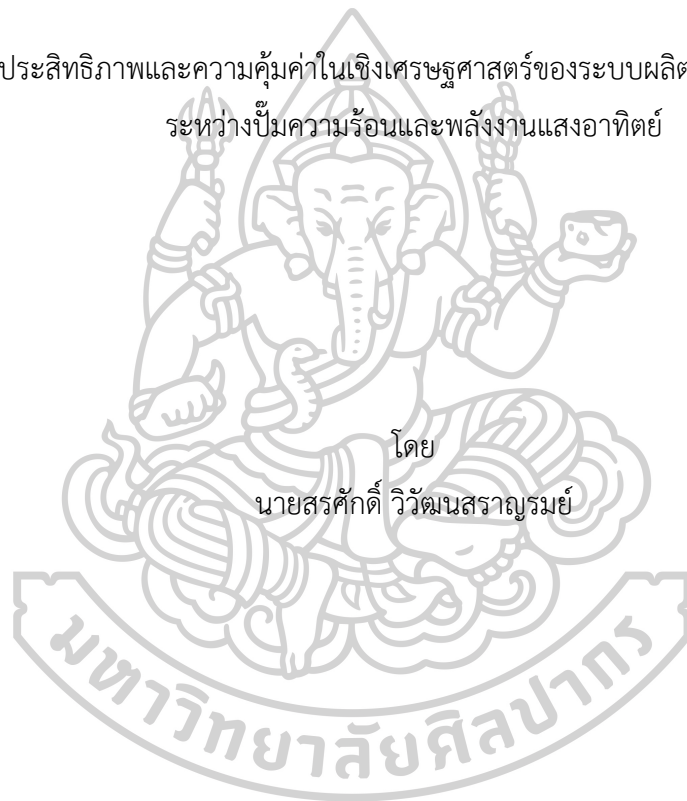 ประสิทธิภาพและความคุ้มค่าในเชิงเศรษฐศาสตร์ของระบบผลิต
ระหว่างปั๊มความร้อนและพลังงานแสงอาทิตย์
โดย
นายสรศักดิ์ วิวัฒนสราญรมย์
มหาวิทยาลัยศิลปากร